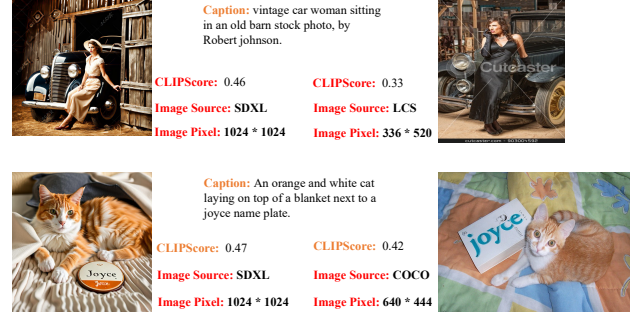 Caption: vintage car woman sitting
in an old barn stock photo, by
Robert johnson.
CLIPScore: 0.46
Image Source: SDXL
Image Pixel: 1024 * 1024
CLIPScore: 0.33
Image Source: LCS
Image Pixel: 336 * 520
Cutcaster
Caption: An orange and white cat
laying on top of a blanket next to a
joyce name plate.
CLIPScore: 0.47
Image Source: SDXL
Image Pixel: 1024 * 1024
CLIPScore: 0.42
Image Source: COCO
Image Pixel: 640 * 444
Joyce
joyce